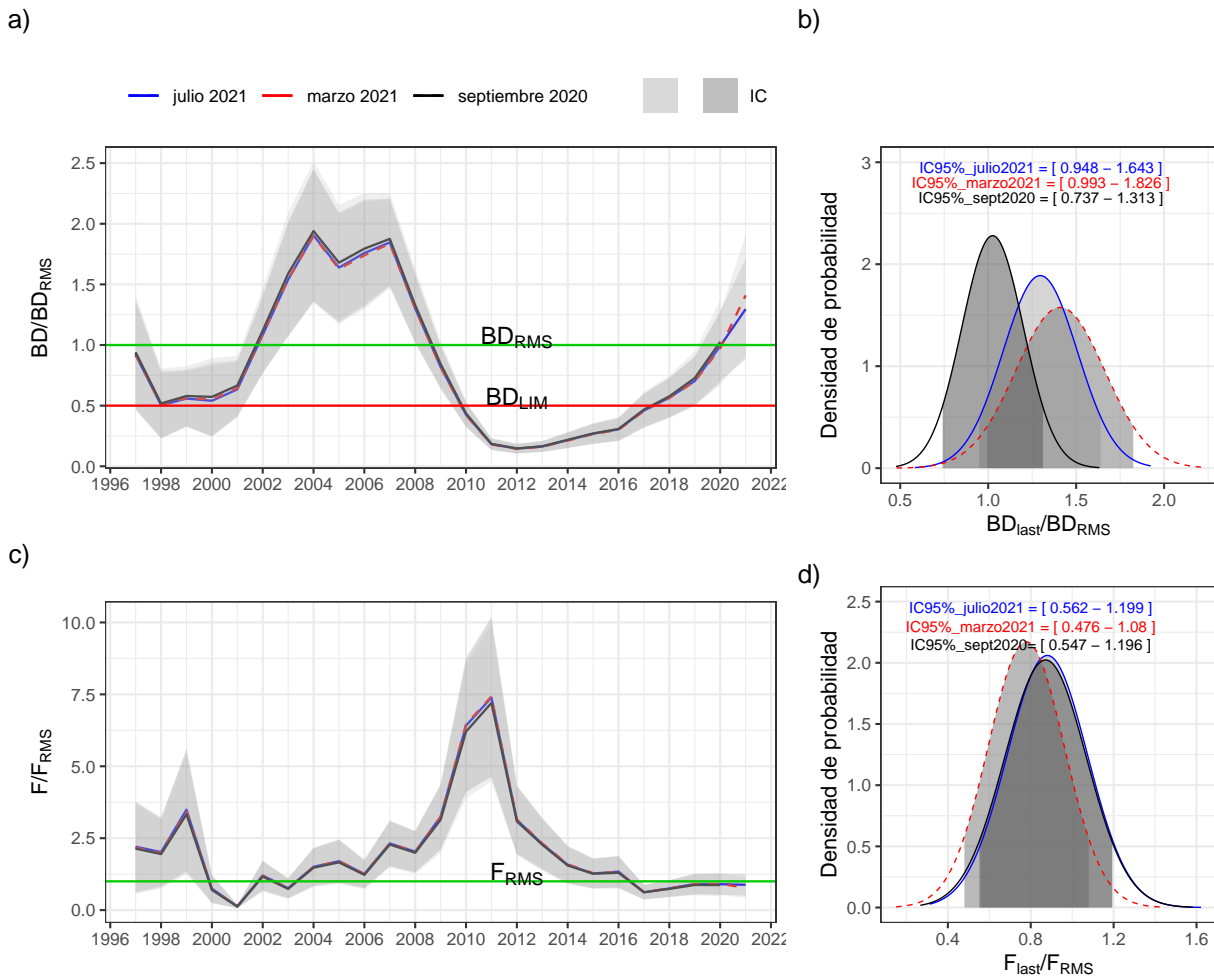 a)
b)
julio 2021 marzo 2021 septiembre 2020 IC
BD/BDRMS
2.5
2.0
1.5
1.0
0.5
0.0
BDRMS
BDLIM
1996 1998 2000 2002 2004 2006 2008 2010 2012 2014 2016 2018 2020 2022
Densidad de probabilidad
3
2
1
0
IC95%_julio2021 = [ 0.948 − 1.643 ]
IC95%_marzo2021 = [ 0.993 − 1.826 ]
IC95%_sept2020 = [ 0.737 − 1.313 ]
0.5 1.0 1.5 2.0
BDlast/BDRMS
c)
d)
F/FRMS
10.0
7.5
5.0
2.5
0.0
FRMS
1996 1998 2000 2002 2004 2006 2008 2010 2012 2014 2016 2018 2020 2022
Densidad de probabilidad
2.5
2.0
1.5
1.0
0.5
0.0
IC95%_julio2021 = [ 0.562 − 1.199 ]
IC95%_marzo2021 = [ 0.476 − 1.08 ]
IC95%_sept2020= [ 0.547 − 1.196 ]
0.4 0.8 1.2 1.6
Flast/FRMS